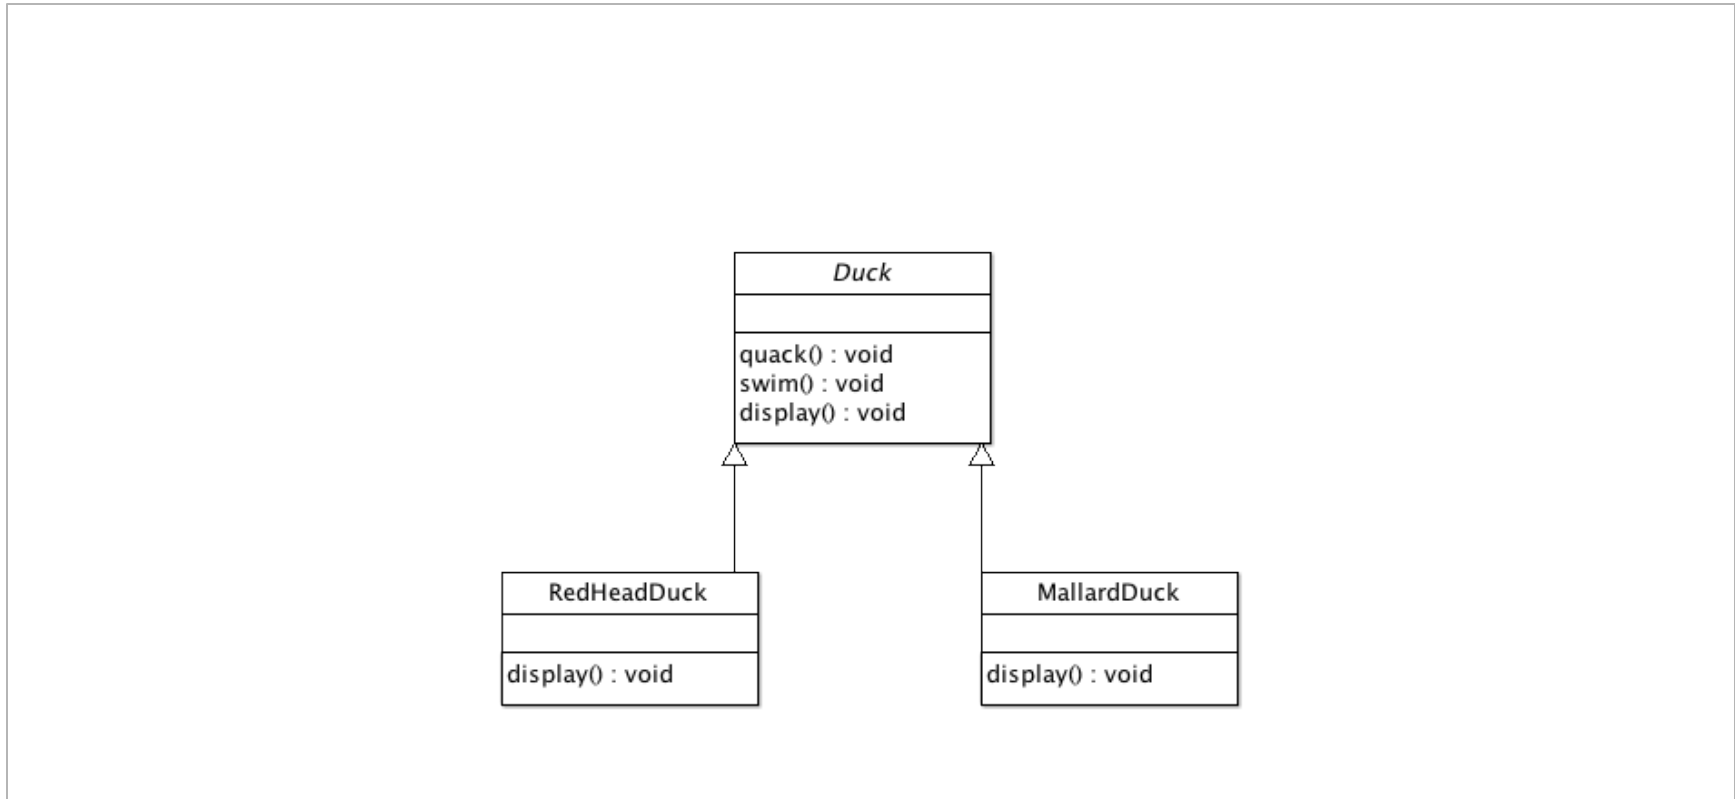 Duck
quack() : void
swim() : void
display() : void
RedHeadDuck
display() : void
MallardDuck
display() : void